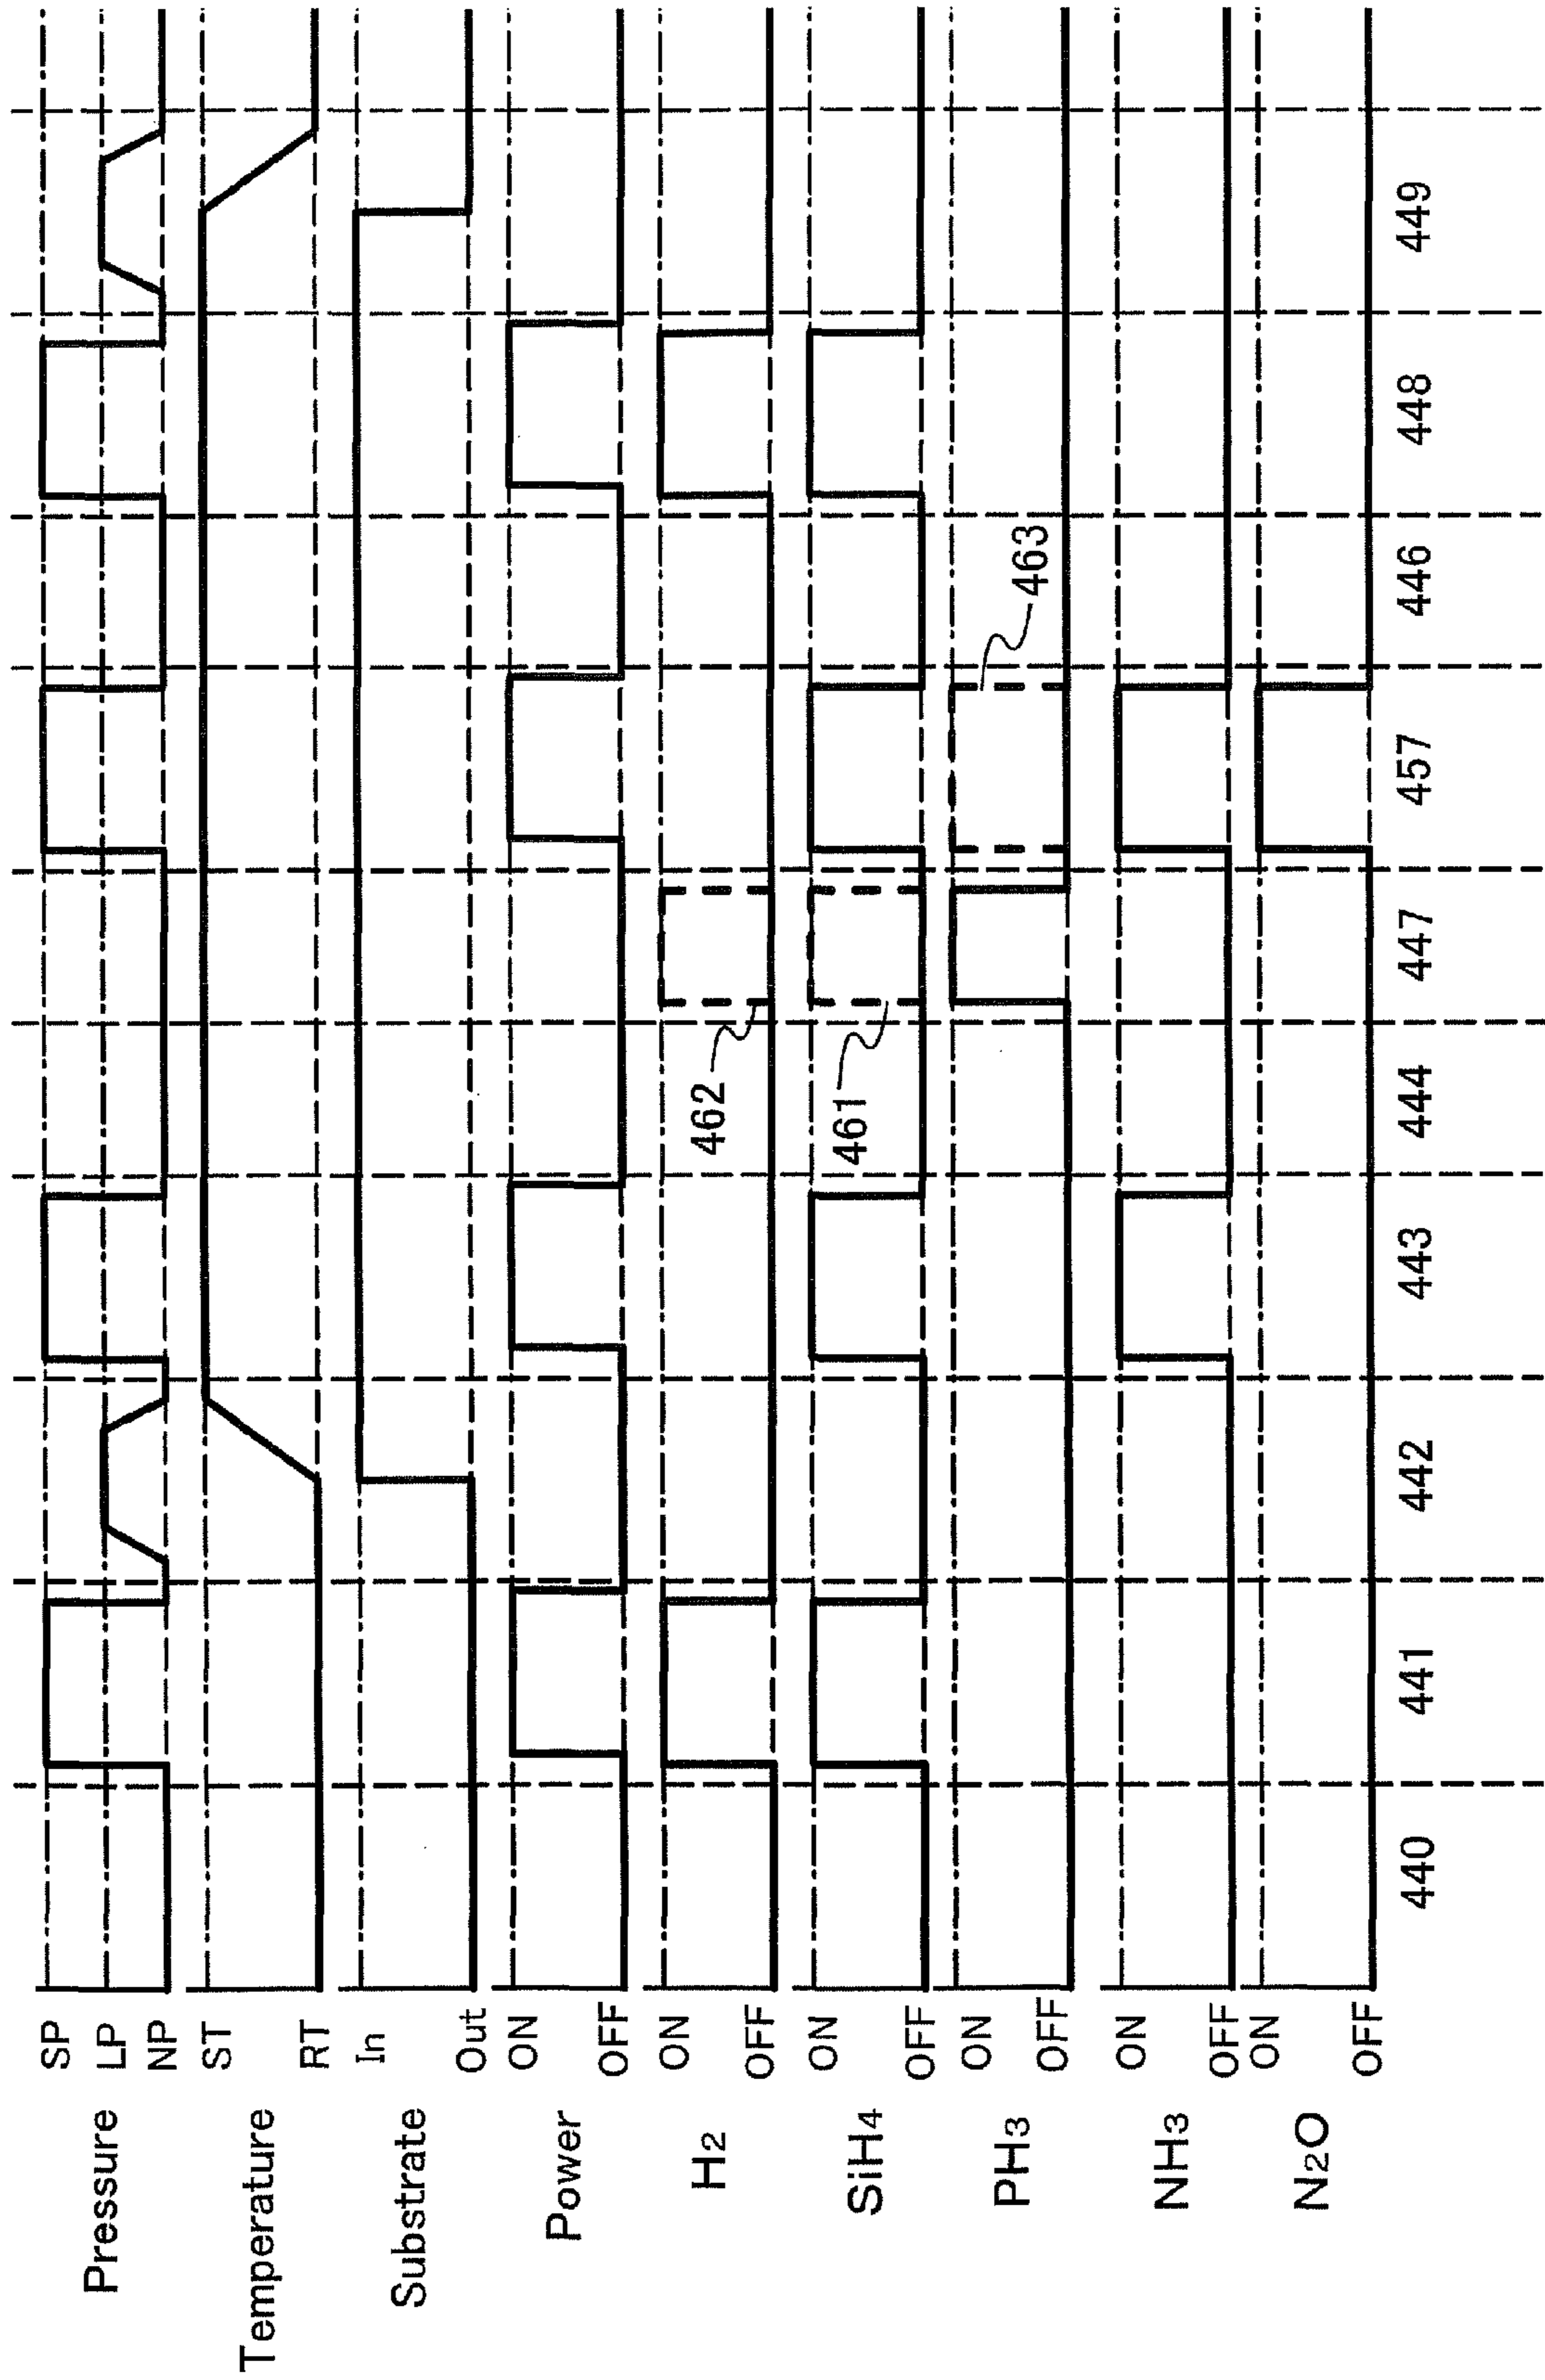 Pressure
SP
LP
NP
Temperature
ST
RT
Substrate
In
Out
Power
ON
OFF
H2
ON
OFF
462
SiH4
ON
OFF
461
PH3
ON
OFF
463
NH3
ON
OFF
N2O
ON
OFF
440 441 442 443 444 447 457 446 448 449